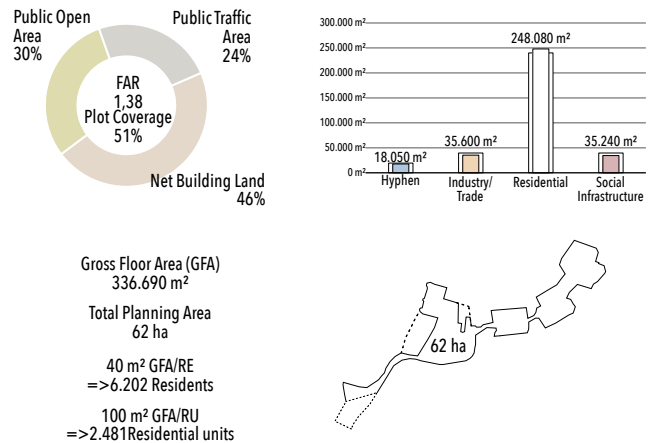 Public Open
Area
30%
Public Traffic
Area
24%
FAR
1,38
Plot Coverage
51%
Net Building Land
46%
300.000 m²
250.000 m²
200.000 m²
150.000 m²
100.000 m²
50.000 m²
0 m²
248.080 m²
18.050 m²
35.600 m²
35.240 m²
Hyphen
Industry/
Trade
Residential
Social
Infrastructure
Gross Floor Area (GFA)
336.690 m²
Total Planning Area
62 ha
40 m² GFA/RE
=>6.202 Residents
100 m² GFA/RU
=>2.481Residential units
62 ha